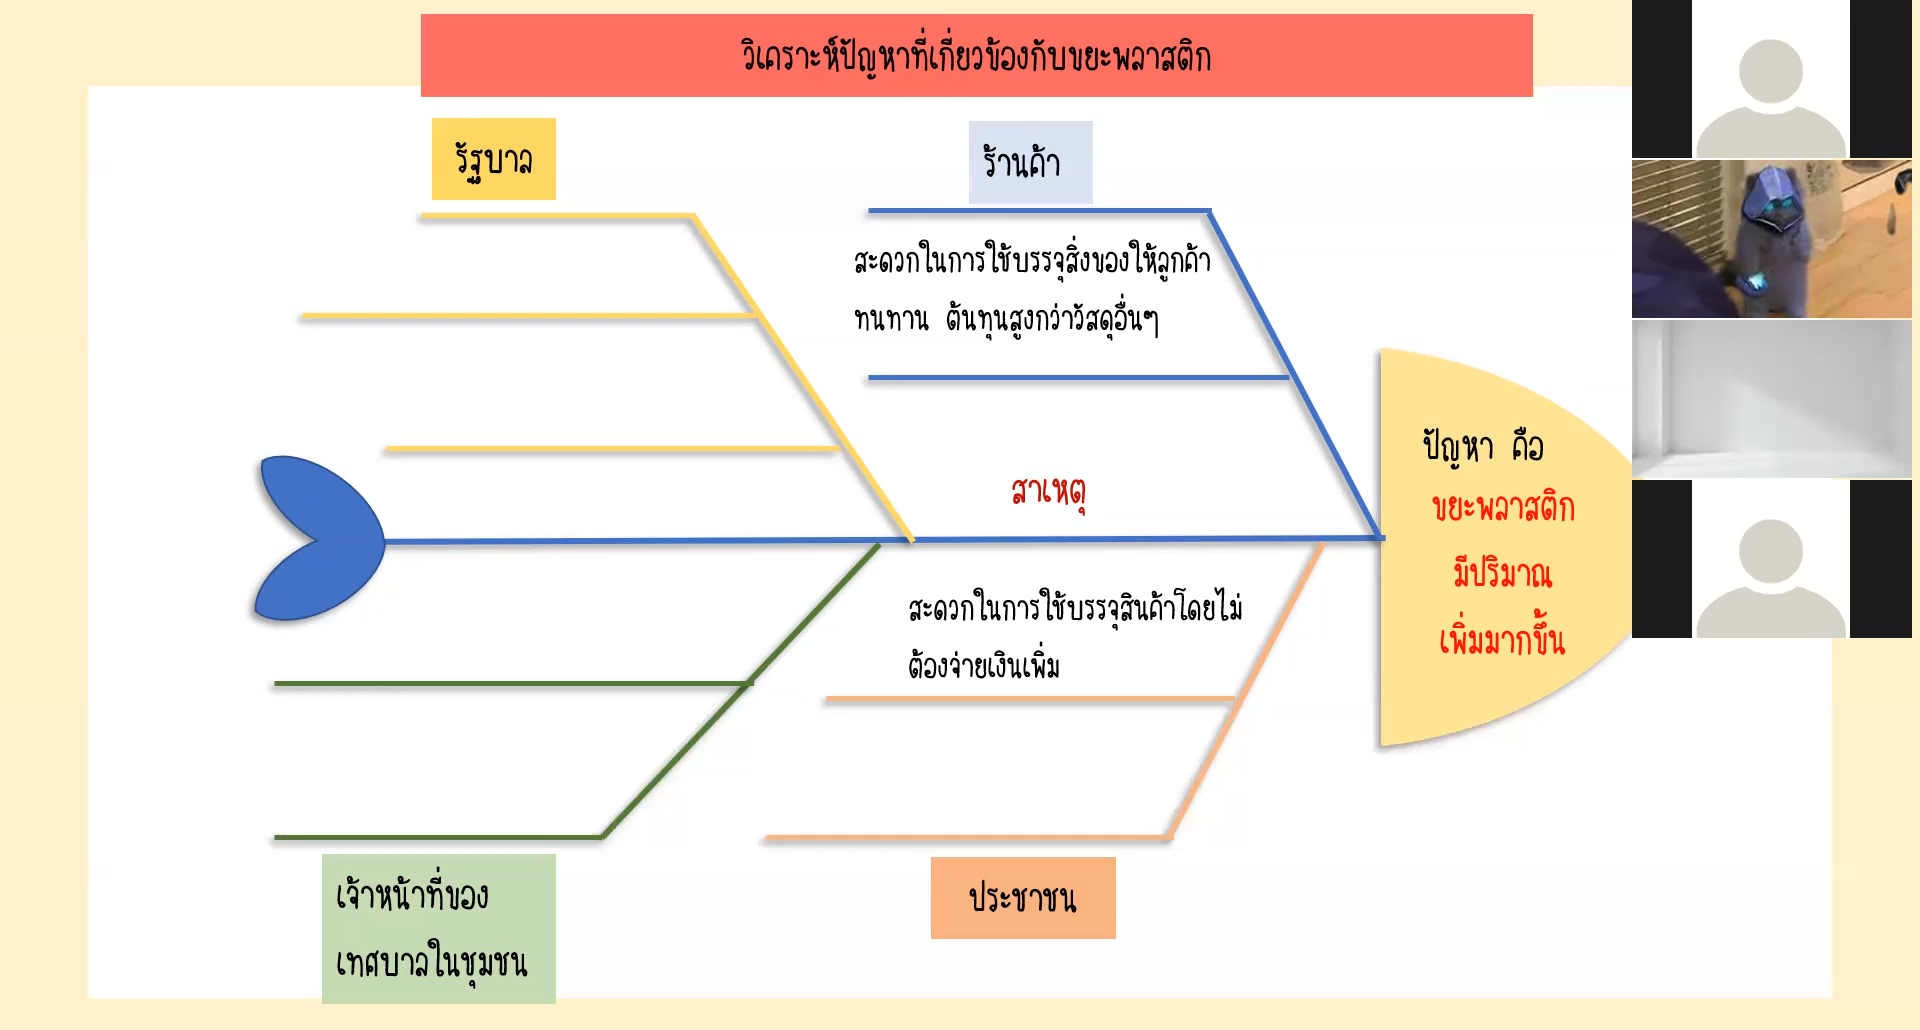 วิเคราะห์ปัญหาที่เกี่ยวข้องกับขยะพลาสติก
รัฐบาล
ร้านค้า
สะดวกในการใช้บรรจุสิ่งของให้ลูกค้า
ทนทาน ต้นทุนสูงกว่าวัสดุอื่นๆ
สาเหตุ
ปัญหา คือ
ขยะพลาสติก
มีปริมาณ
เพิ่มมากขึ้น
สะดวกในการใช้บรรจุสินค้าโดยไม่
ต้องจ่ายเงินเพิ่ม
เจ้าหน้าที่ของ
เทศบาลในชุมชน
ประชาชน